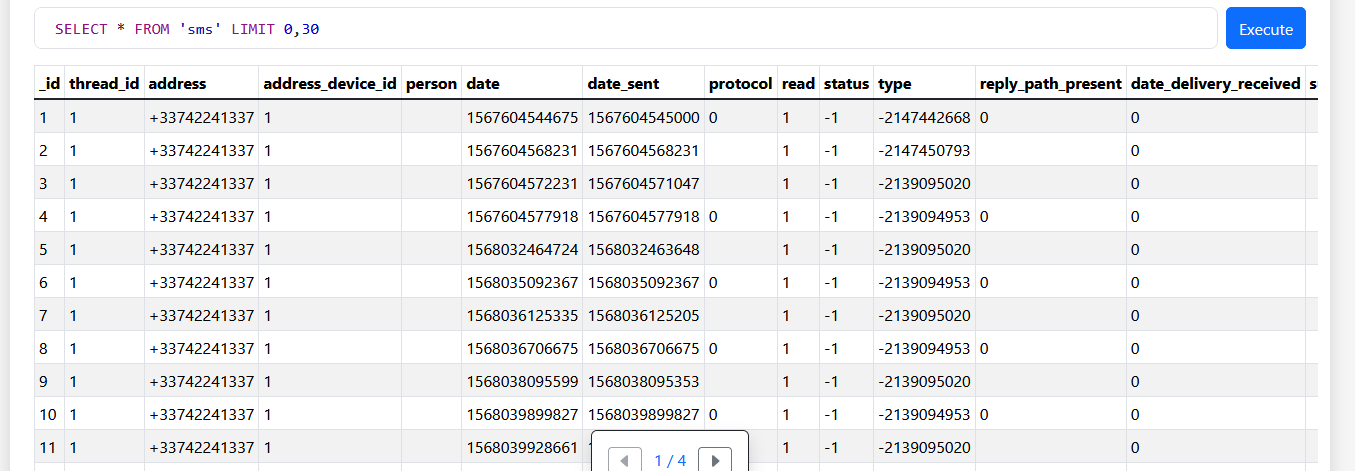 SELECT * FROM 'sms' LIMIT 0,30 Execute
_id thread_id address address_device_id person date date_sent protocol read status type reply_path_present date_delivery_received
1 1 +33742241337 1 1567604544675 1567604545000 0 1 -1 -2147442668 0 0
2 1 +33742241337 1 1567604568231 1567604568231 1 -1 -2147450793 0
3 1 +33742241337 1 1567604572231 1567604571047 1 -1 -2139095020 0
4 1 +33742241337 1 1567604577918 1567604577918 0 1 -1 -2139094953 0 0
5 1 +33742241337 1 1568032464724 1568032463648 1 -1 -2139095020 0
6 1 +33742241337 1 1568035092367 1568035092367 0 1 -1 -2139094953 0 0
7 1 +33742241337 1 1568036125335 1568036125205 1 -1 -2139095020 0
8 1 +33742241337 1 1568036706675 1568036706675 0 1 -1 -2139094953 0 0
9 1 +33742241337 1 1568038095599 1568038095353 1 -1 -2139095020 0
10 1 +33742241337 1 1568039899827 1568039899827 0 1 -1 -2139094953 0 0
11 1 +33742241337 1 1568039928661 1 -1 -2139095020 0
1 / 4